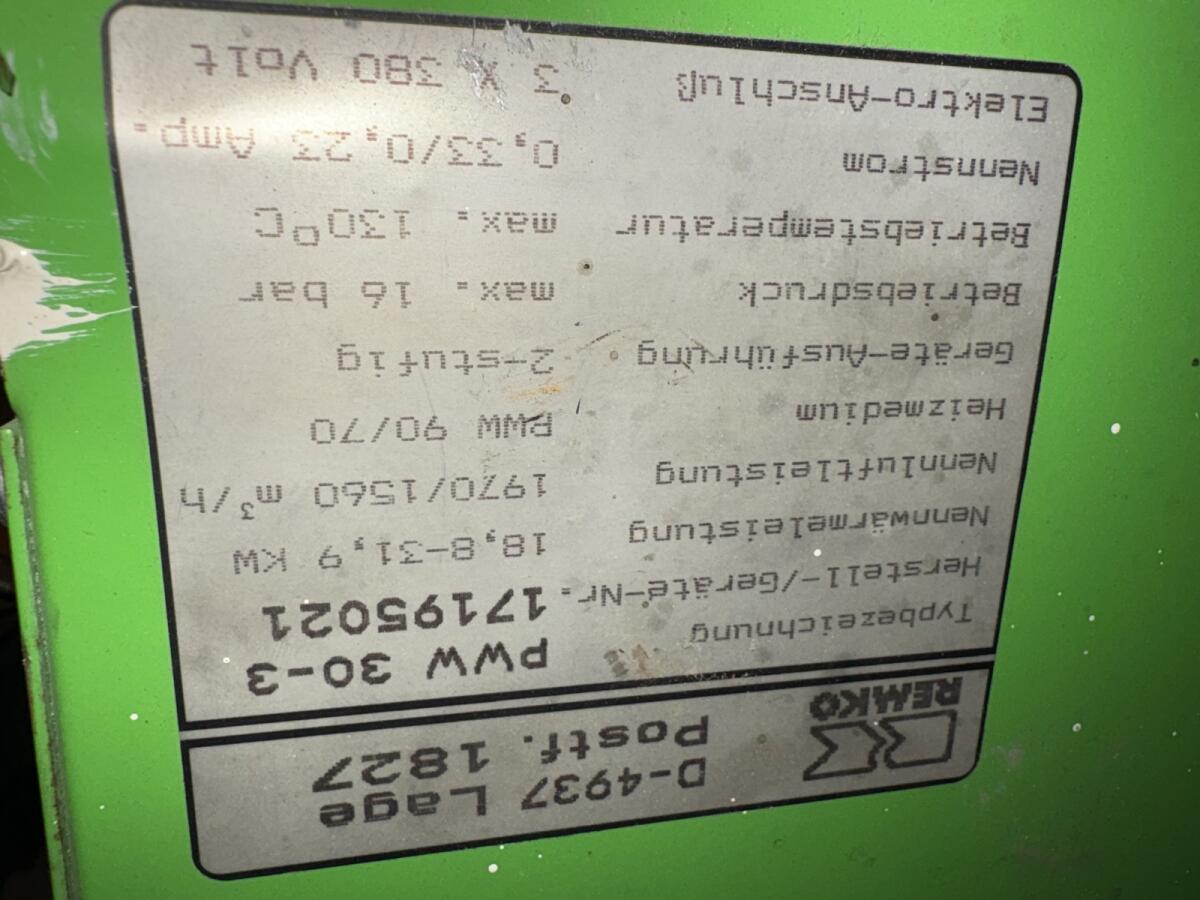 REMKO
D-4937 Lage
Postf. 1827
Typbezeichnung PWW 30-3
Herstell-/Geräte-Nr. 17195021
Nennwärmeleistung 18,8-31,9 KW
Nennluftleistung 1970/1560 m³/h
Heizmedium PWW 90/70
Geräte-Ausführung 2-stufig
Betriebsdruck max. 16 bar
Betriebstemperatur max. 130°C
Nennstrom 0,33/0,23 Amp.
Elektro-Anschluß 3 X 380 Volt